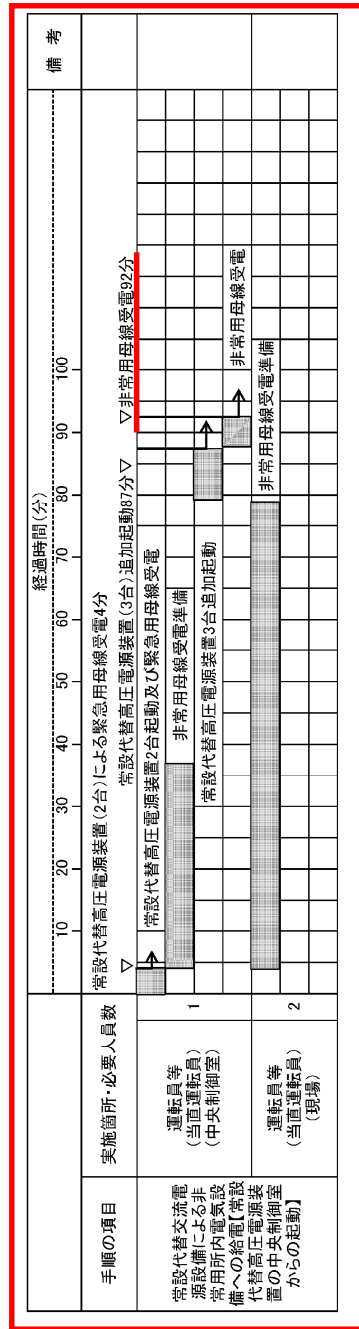 手順の項目
実施箇所・必要人員数
経過時間(分)
備 考
10 20 30 40 50 60 70 80 90 100
常設代替高圧電源装置(2台)による緊急用母線受電4分
常設代替高圧電源装置(3台)追加起動87分
非常用母線受電92分
常設代替交流電
源設備による非
常用所内電気設
備への給電【常設
代替高圧電源装
置の中央制御室
からの起動】
運転員等
(当直運転員)
(中央制御室)
1
常設代替高圧電源装置2台起動及び緊急用母線受電
非常用母線受電準備
常設代替高圧電源装置3台追加起動
非常用母線受電
運転員等
(当直運転員)
(現場)
2
非常用母線受電準備